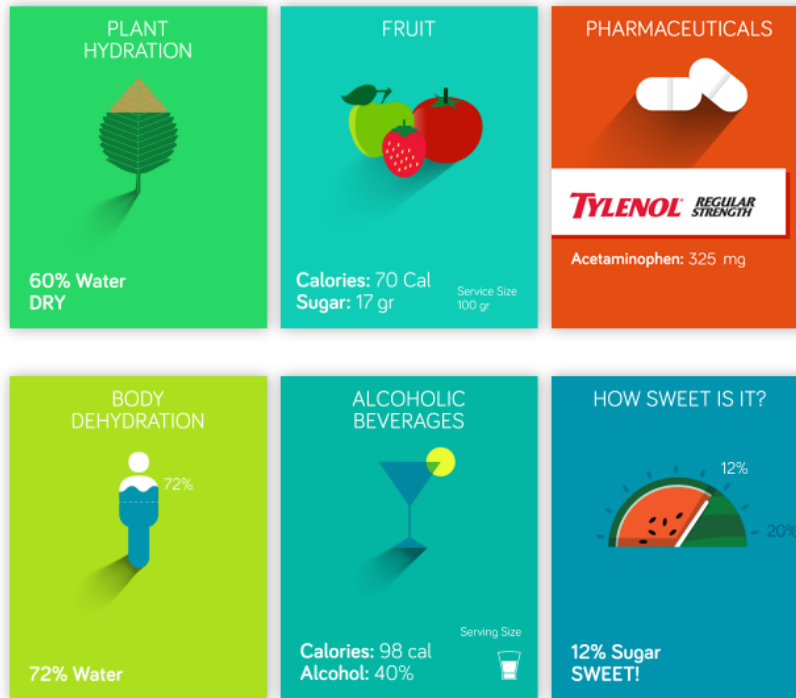 PLANT
HYDRATION
60% Water
DRY
FRUIT
Calories: 70 Cal
Sugar: 17 gr
Service Size
100 gr
PHARMACEUTICALS
TYLENOL REGULAR
STRENGTH
Acetaminophen: 325 mg
BODY
DEHYDRATION
72%
72% Water
ALCOHOLIC
BEVERAGES
Serving Size
Calories: 98 cal
Alcohol: 40%
HOW SWEET IS IT?
12%
20%
12% Sugar
SWEET!